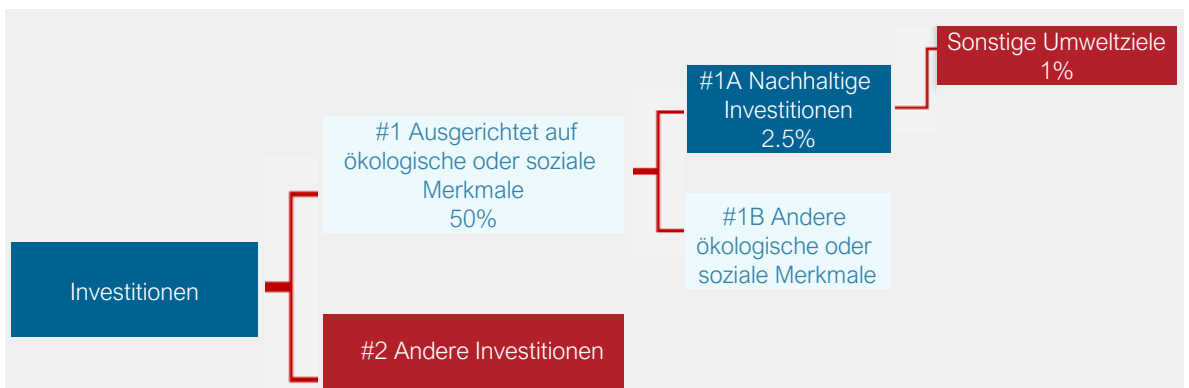 Investitionen
#1 Ausgerichtet auf
ökologische oder soziale
Merkmale
50%
#2 Andere Investitionen
#1A Nachhaltige
Investitionen
2.5%
#1B Andere
ökologische oder
soziale Merkmale
Sonstige Umweltziele
1%